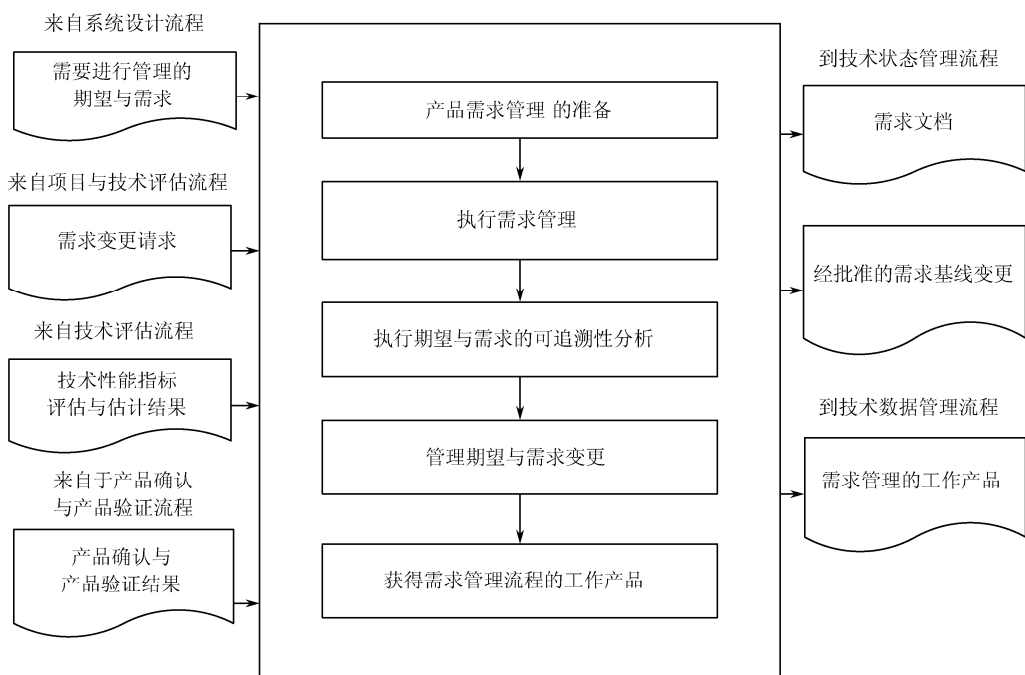 来自系统设计流程
需要进行管理的
期望与需求
来自项目与技术评估流程
需求变更请求
来自技术评估流程
技术性能指标
评估与估计结果
来自于产品确认
与产品验证流程
产品确认与
产品验证结果
产品需求管理 的准备
执行需求管理
执行期望与需求的可追溯性分析
管理期望与需求变更
获得需求管理流程的工作产品
到技术状态管理流程
需求文档
经批准的需求基线变更
到技术数据管理流程
需求管理的工作产品